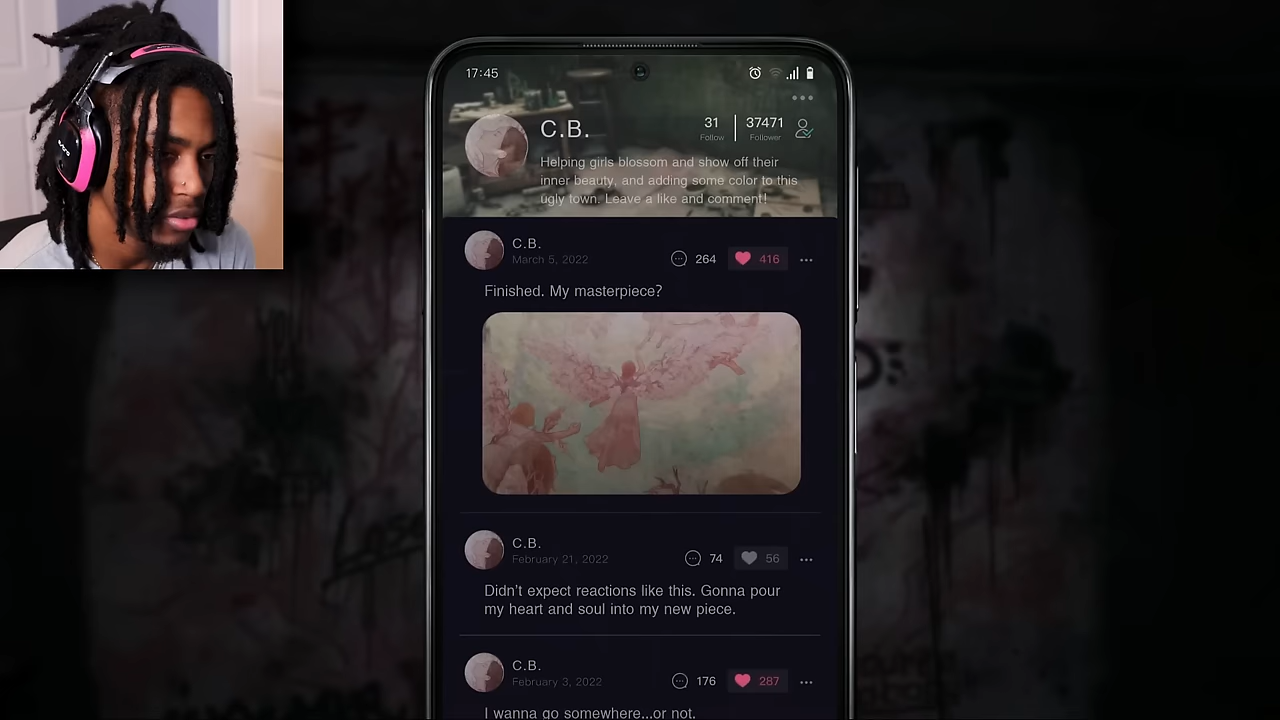 17:45
C.B.
31
Follow
37471
Follower
Helping girls blossom and show off their
inner beauty, and adding some color to this
ugly town. Leave a like and comment!
C.B.
March 5, 2022
264
416
Finished. My masterpiece?
C.B.
February 21, 2022
74
56
Didn't expect reactions like this. Gonna pour
my heart and soul into my new piece.
C.B.
February 3, 2022
176
287
I wanna go somewhere...or not.